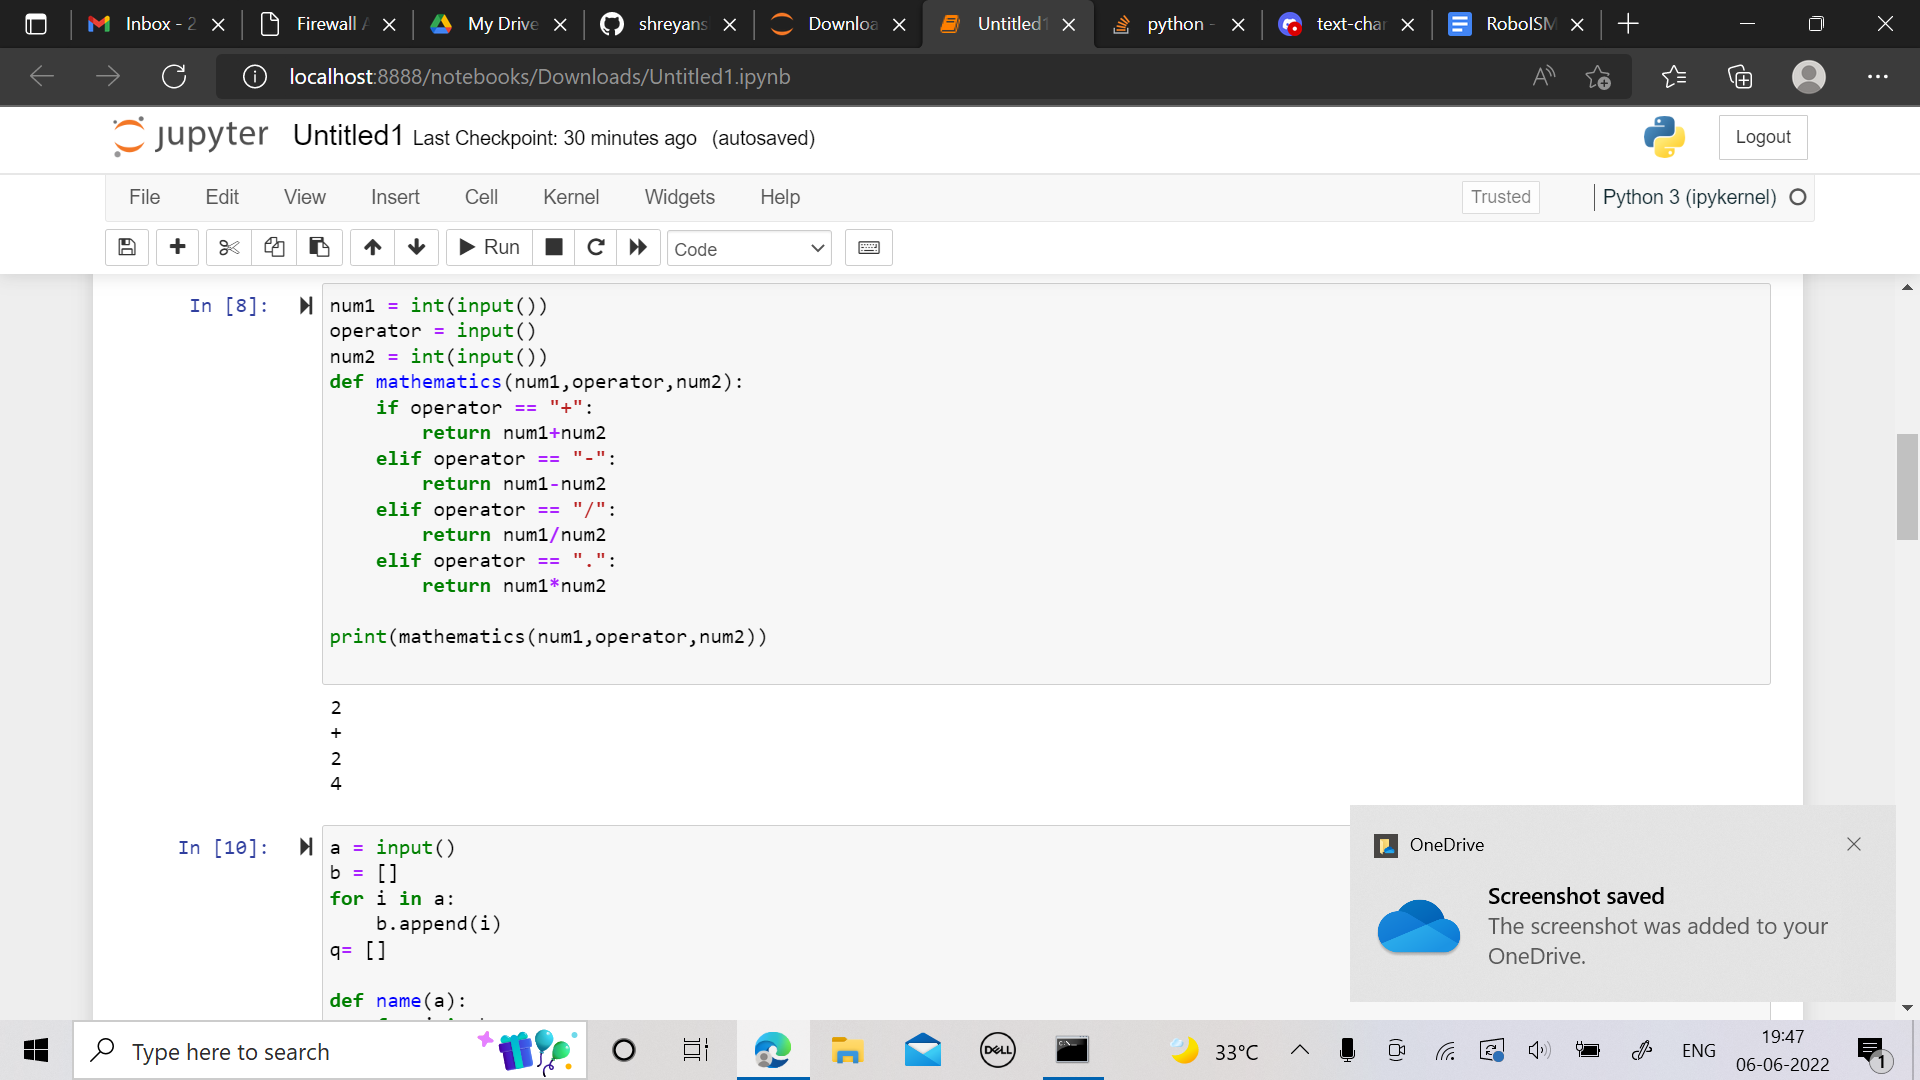 Inbox - 2
Firewall A
My Drive
shreyans
Downloa
Untitled1
python -
text-char
RoboISM
localhost:8888/notebooks/Downloads/Untitled1.ipynb
jupyter Untitled1 Last Checkpoint: 30 minutes ago (autosaved)
Logout
File Edit View Insert Cell Kernel Widgets Help
Trusted
Python 3 (ipykernel)
Run
Code
In [8]:
num1 = int(input())
operator = input()
num2 = int(input())
def mathematics(num1,operator,num2):
    if operator == "+":
        return num1+num2
    elif operator == "-":
        return num1-num2
    elif operator == "/":
        return num1/num2
    elif operator == ".":
        return num1*num2
print(mathematics(num1,operator,num2))
2
+
2
4
In [10]:
a = input()
b = []
for i in a:
    b.append(i)
q= []
def name(a):
OneDrive
Screenshot saved
The screenshot was added to your
OneDrive.
Type here to search
DELL
33°C
ENG
19:47
06-06-2022
1